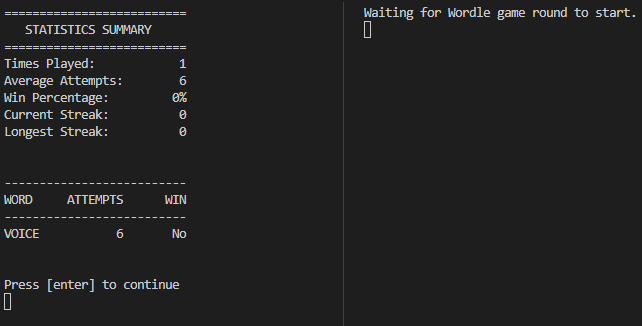 ===========================
   STATISTICS SUMMARY
===========================
Times Played:            1
Average Attempts:        6
Win Percentage:         0%
Current Streak:          0
Longest Streak:          0
---------------------------
WORD     ATTEMPTS      WIN
---------------------------
VOICE           6       No
Press [enter] to continue
Waiting for Wordle game round to start.